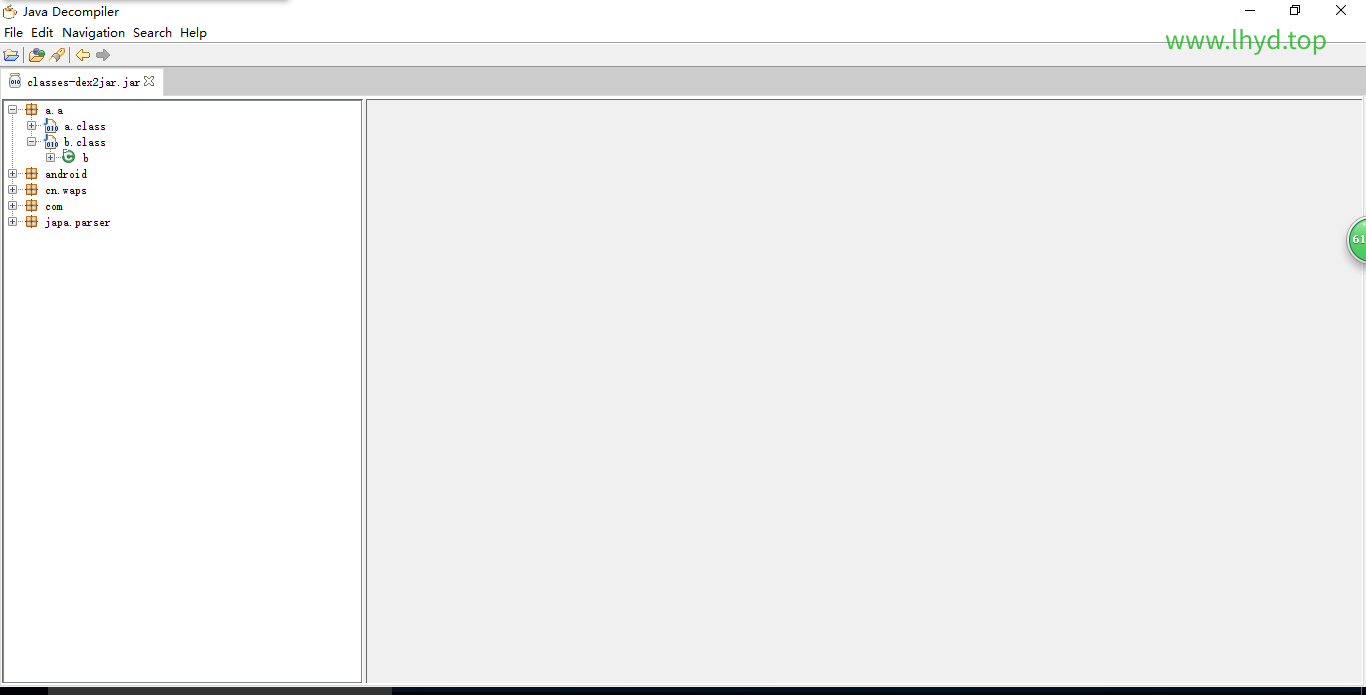 Java Decompiler
File Edit Navigation Search Help
www.lhyd.top
classes-dex2jar.jar
a.a
a.class
b.class
b
android
cn.waps
com
japa.parser
61